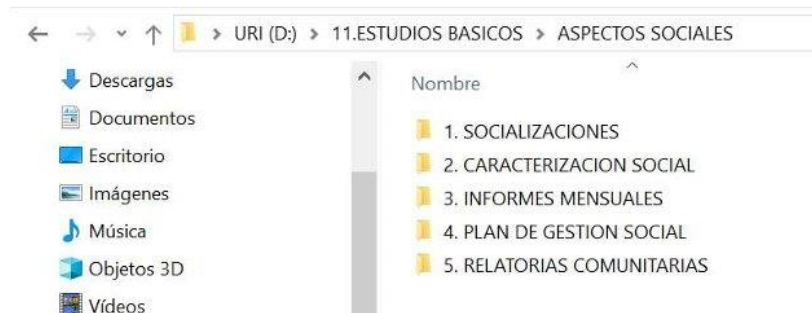 URI (D:) > 11.ESTUDIOS BASICOS > ASPECTOS SOCIALES
Descargas
Documentos
Escritorio
Imágenes
Música
Objetos 3D
Vídeos
Nombre
1. SOCIALIZACIONES
2. CARACTERIZACION SOCIAL
3. INFORMES MENSUALES
4. PLAN DE GESTION SOCIAL
5. RELATORIAS COMUNITARIAS